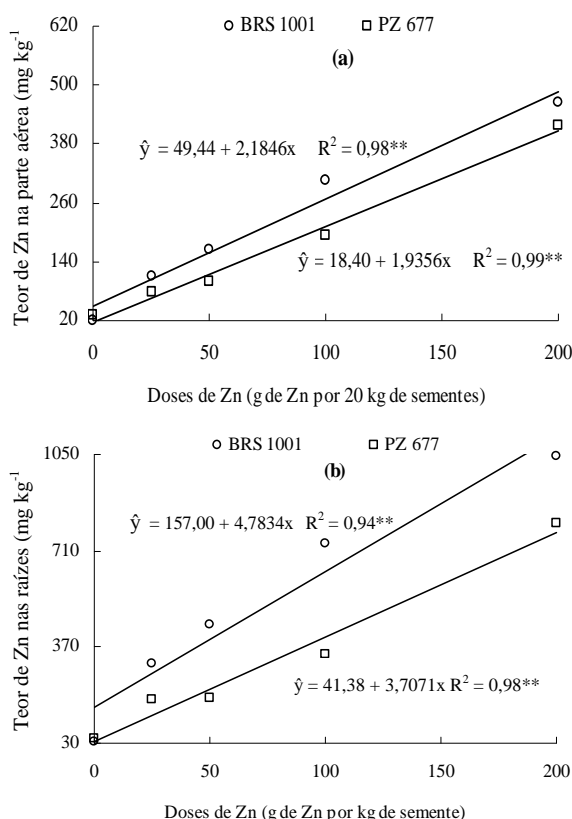 620
○ BRS 1001 □ PZ 677
(a)
500
380
ŷ = 49,44 + 2,1846x R² = 0,98**
260
140
ŷ = 18,40 + 1,9356x R² = 0,99**
20
Teor de Zn na parte aérea (mg kg⁻¹)
0 50 100 150 200
Doses de Zn (g de Zn por 20 kg de sementes)
1050
○ BRS 1001 □ PZ 677
(b)
ŷ = 157,00 + 4,7834x R² = 0,94**
710
370
ŷ = 41,38 + 3,7071x R² = 0,98**
30
Teor de Zn nas raízes (mg kg⁻¹)
0 50 100 150 200
Doses de Zn (g de Zn por kg de semente)